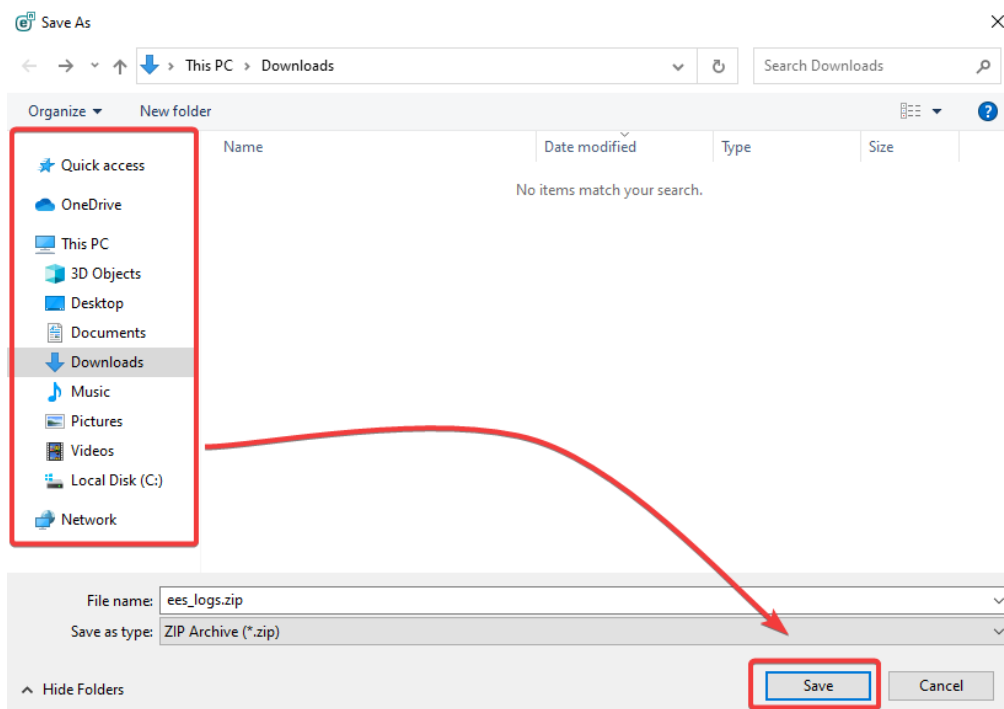 Save As
This PC > Downloads
Search Downloads
Organize
New folder
Name
Date modified
Type
Size
No items match your search.
Quick access
OneDrive
This PC
3D Objects
Desktop
Documents
Downloads
Music
Pictures
Videos
Local Disk (C:)
Network
File name: ees_logs.zip
Save as type: ZIP Archive (*.zip)
Hide Folders
Save
Cancel